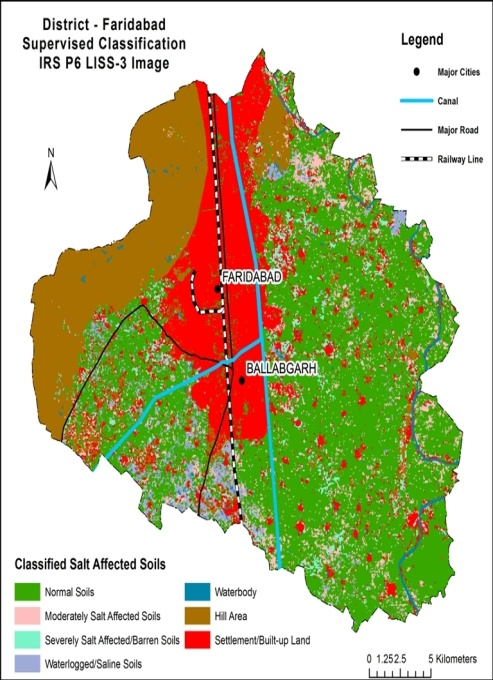 District - Faridabad
Supervised Classification
IRS P6 LISS-3 Image
Legend
Major Cities
Canal
Major Road
Railway Line
N
FARIDABAD
BALLABGARH
Classified Salt Affected Soils
Normal Soils
Moderately Salt Affected Soils
Severely Salt Affected/Barren Soils
Waterlogged/Saline Soils
Waterbody
Hill Area
Settlement/Built-up Land
0 1.252.5 5 Kilometers